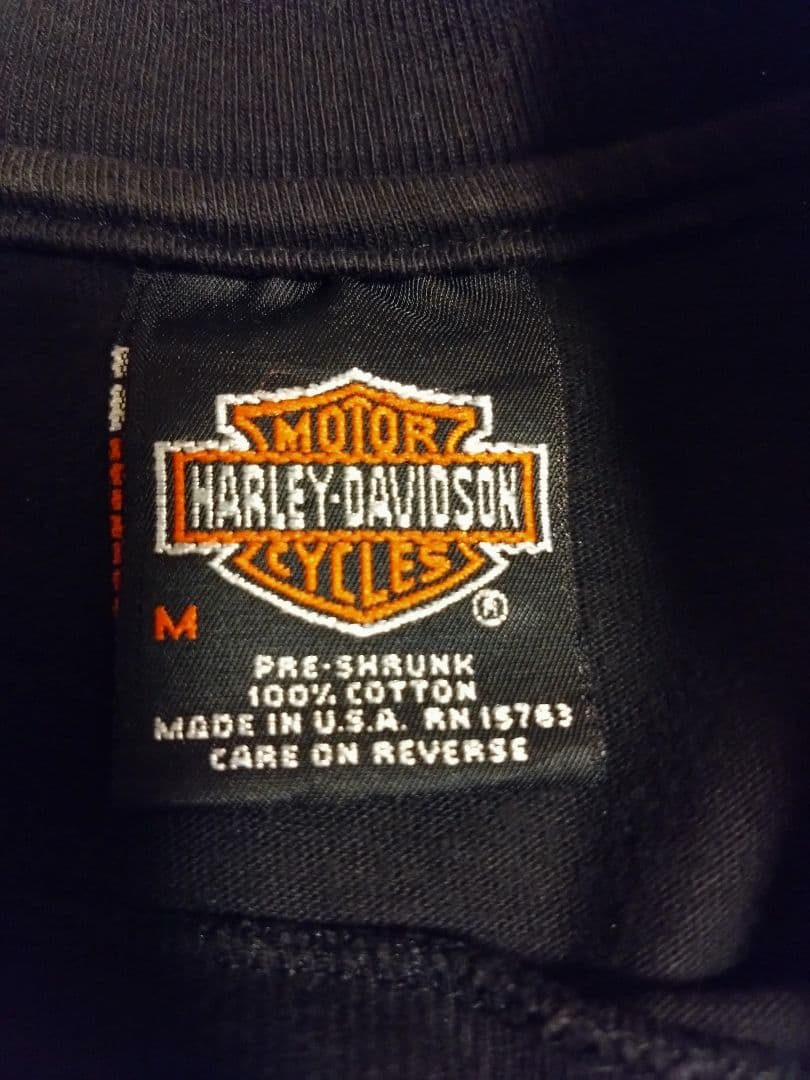 MOTOR
HARLEY-DAVIDSON
CYCLES
®
M
PRE-SHRUNK
100% COTTON
MADE IN U.S.A. RN 15763
CARE ON REVERSE